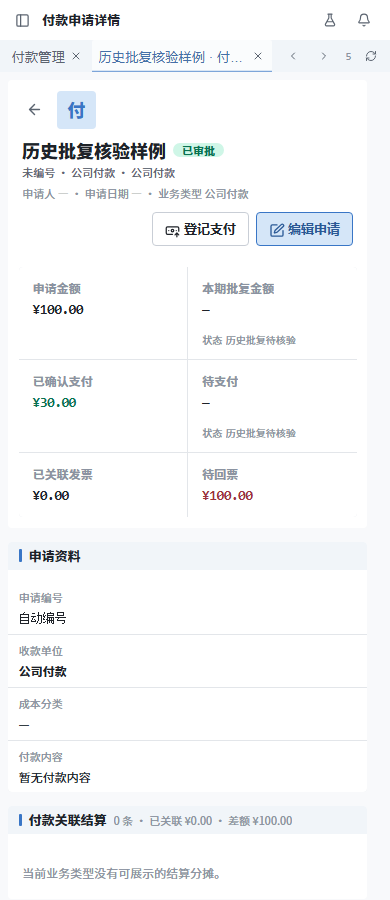 付款申请详情
付款管理 ×
历史批复核验样例 · 付… ×
5
付
历史批复核验样例 已审批
未编号 · 公司付款 · 公司付款
申请人 — · 申请日期 — · 业务类型 公司付款
登记支付
编辑申请
申请金额
¥100.00
本期批复金额
—
状态 历史批复待核验
已确认支付
¥30.00
待支付
—
状态 历史批复待核验
已关联发票
¥0.00
待回票
¥100.00
申请资料
申请编号
自动编号
收款单位
公司付款
成本分类
—
付款内容
暂无付款内容
付款关联结算 0 条 · 已关联 ¥0.00 · 差额 ¥100.00
当前业务类型没有可展示的结算分摊。